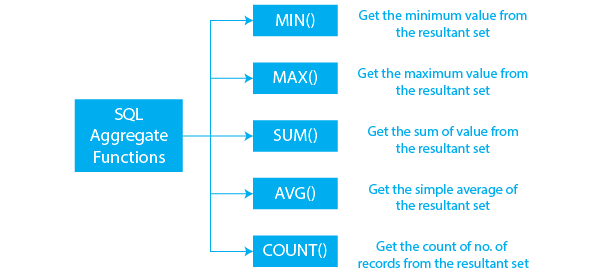 SQL
Aggregate
Functions
MIN()
Get the minimum value from
the resultant set
MAX()
Get the maximum value from
the resultant set
SUM()
Get the sum of value from
the resultant set
AVG()
Get the simple average of
the resultant set
COUNT()
Get the count of no. of
records from the resultant set